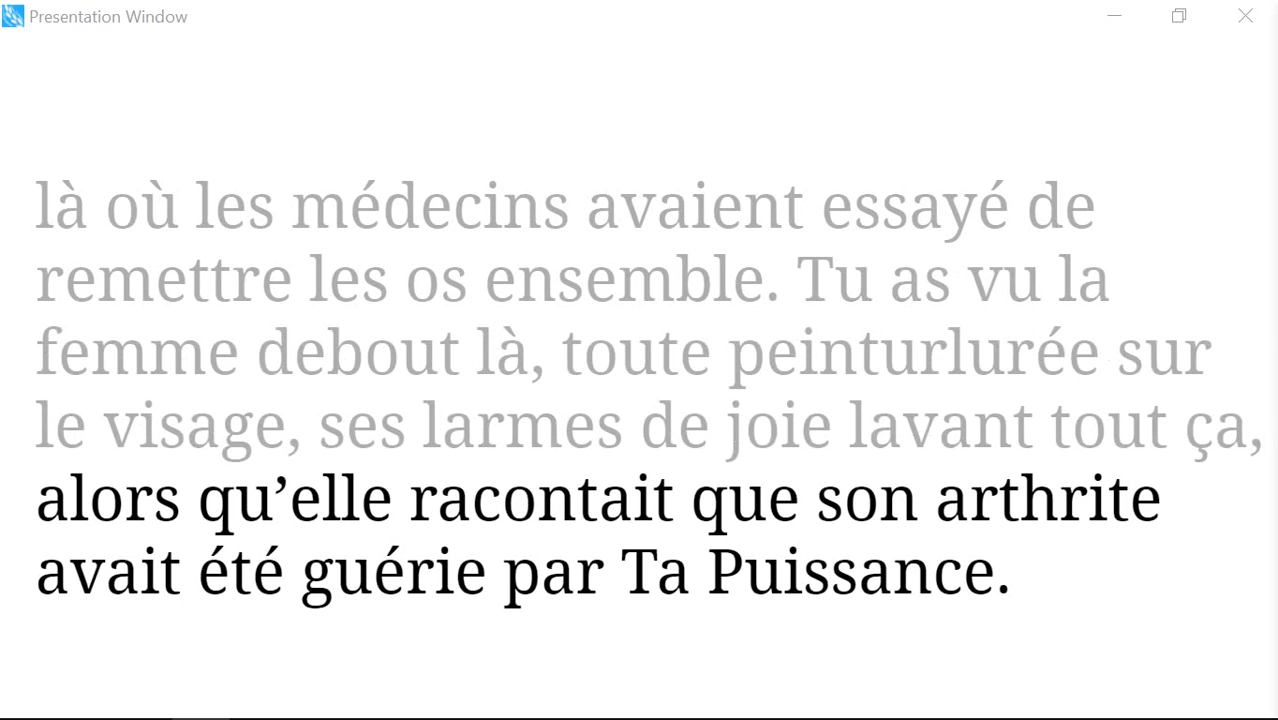 Presentation Window
là où les médecins avaient essayé de
remettre les os ensemble. Tu as vu la
femme debout là, toute peinturlurée sur
le visage, ses larmes de joie lavant tout ça,
alors qu’elle racontait que son arthrite
avait été guérie par Ta Puissance.